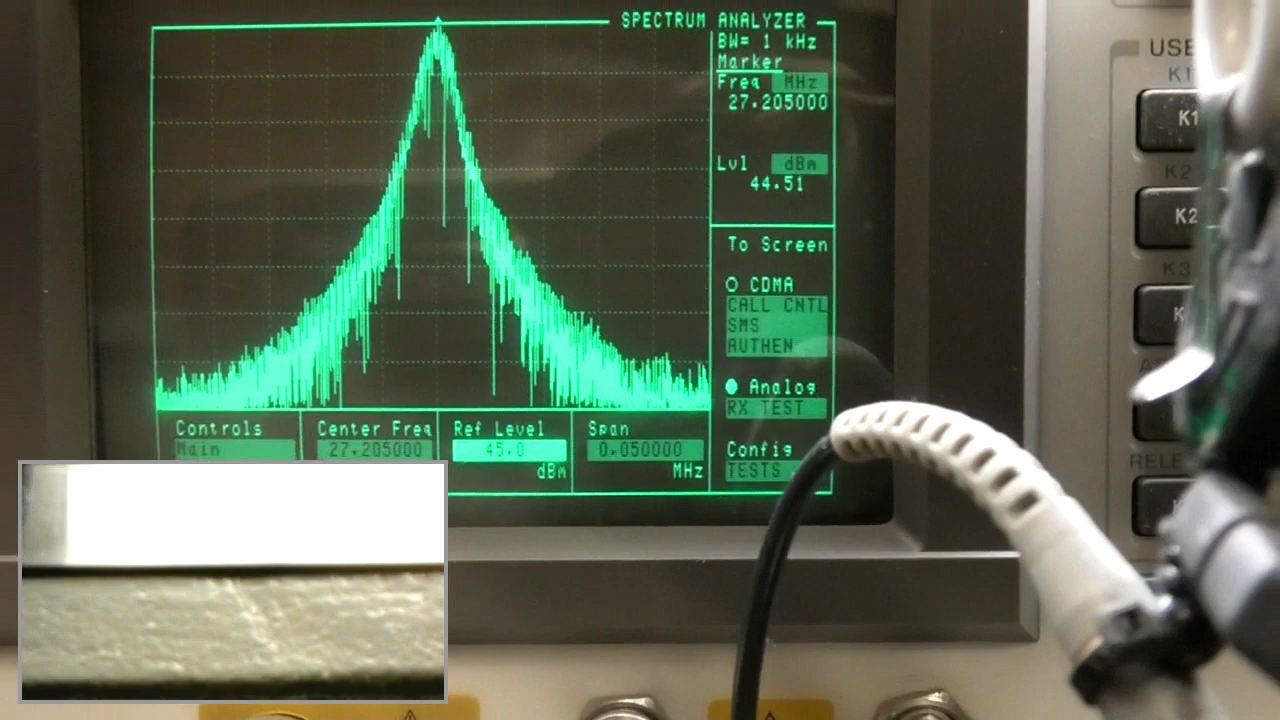 SPECTRUM ANALYZER
BW= 1 kHz
Marker
Freq MHz
27.205000
Lvl dBm
44.51
To Screen
CDMA
CALL CNTL
SMS
AUTHEN
Analog
RX TEST
Config
TESTS
Controls
Main
Center Freq
27.205000
Ref Level
45.0
dBm
Span
0.050000
MHz
K1
K1
K2
K2
K3